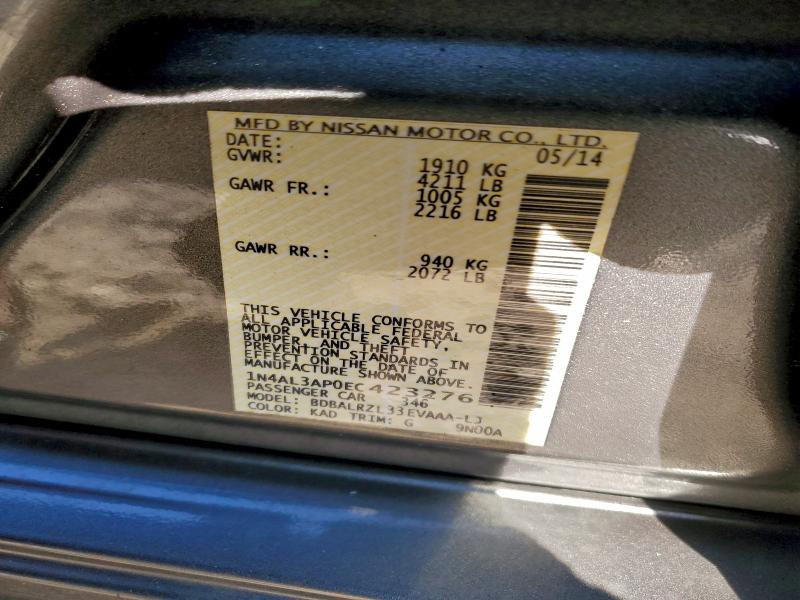 MFD BY NISSAN MOTOR CO., LTD.
DATE: 05/14
GVWR: 1910 KG
4211 LB
GAWR FR.: 1005 KG
2216 LB
GAWR RR.: 940 KG
2072 LB
THIS VEHICLE CONFORMS TO
ALL APPLICABLE FEDERAL
MOTOR VEHICLE SAFETY,
BUMPER, AND THEFT
PREVENTION STANDARDS IN
EFFECT ON THE DATE OF
MANUFACTURE SHOWN ABOVE.
1N4AL3AP0EC423276
PASSENGER CAR 346
MODEL: BDBALRZL33EVAAA-LJ
COLOR: KAD TRIM: G 9N00A